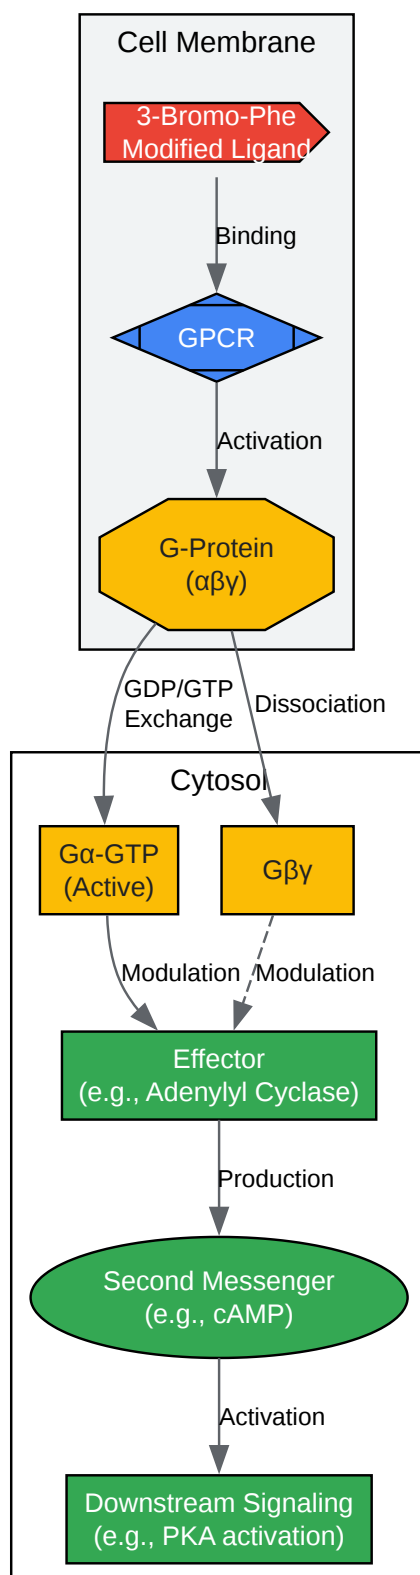 Cell Membrane
3-Bromo-Phe
Modified Ligand
Binding
GPCR
Activation
G-Protein
(αβγ)
GDP/GTP
Exchange
Dissociation
Cytosol
Gα-GTP
(Active)
Gβγ
Modulation
Modulation
Effector
(e.g., Adenylyl Cyclase)
Production
Second Messenger
(e.g., cAMP)
Activation
Downstream Signaling
(e.g., PKA activation)